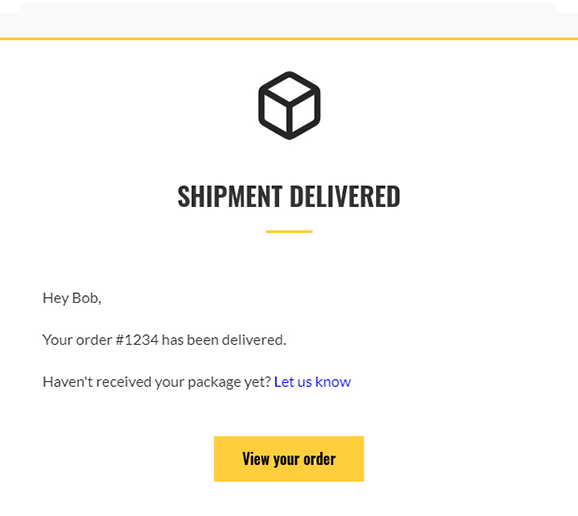 SHIPMENT DELIVERED
Hey Bob,
Your order #1234 has been delivered.
Haven't received your package yet? Let us know
View your order